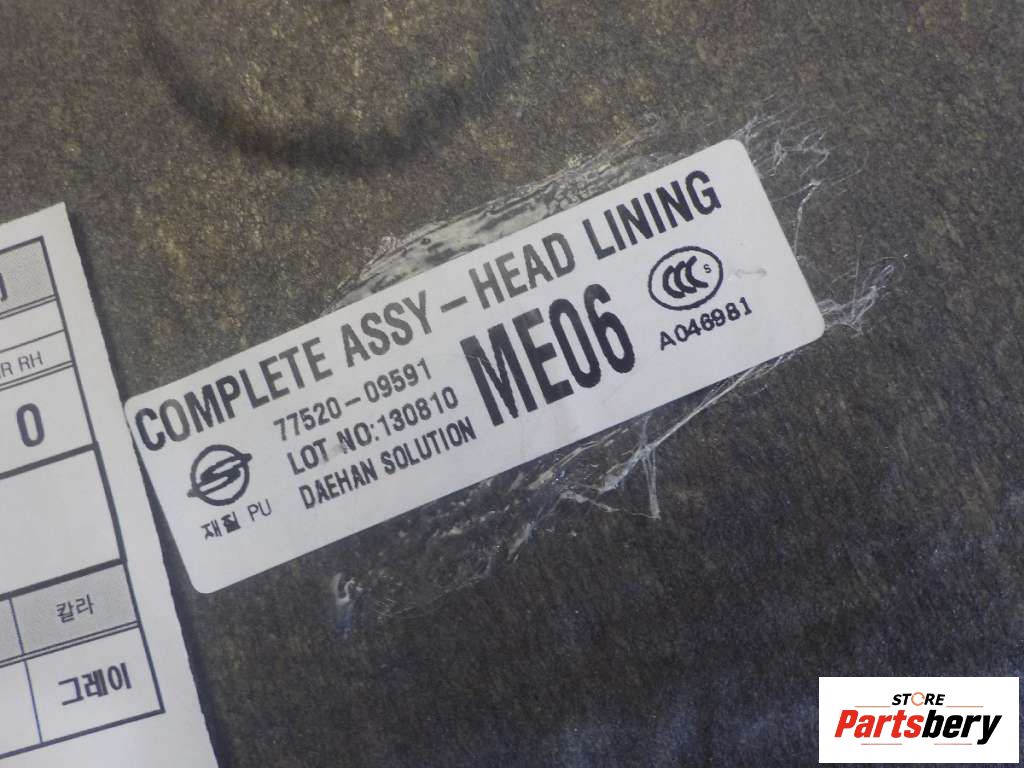 COMPLETE ASSY-HEAD LINING
77520-09591
LOT NO:130810
DAEHAN SOLUTION
ME06
CCC S
A046981
재질 PU
RH
0
칼라
그레이
STORE
Partsbery